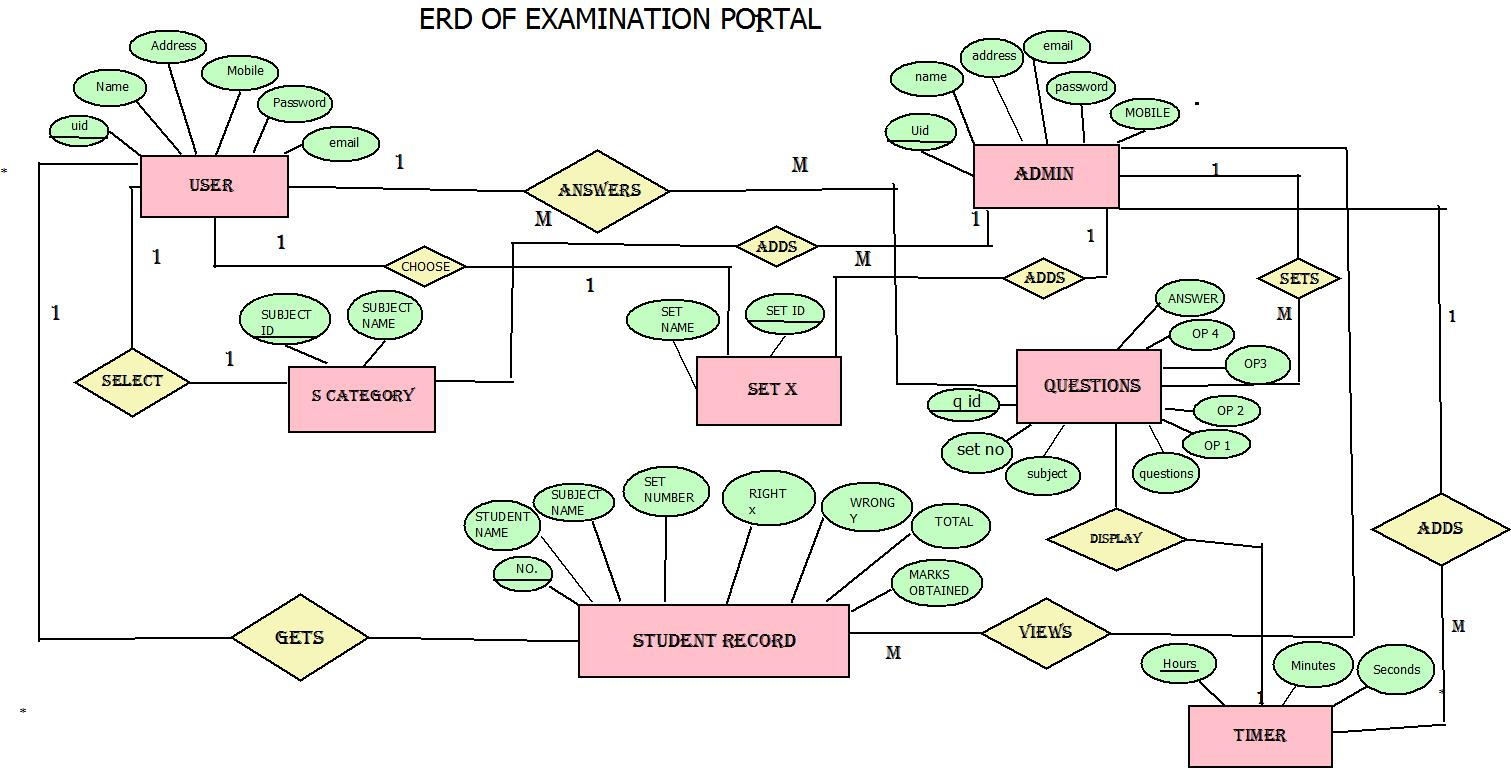 ERD OF EXAMINATION PORTAL
1
Address
email
address
Mobile
name
Name
password
Password
MOBILE
uid
Uid
email
1
M
1
*
ADMIN
USER
ANSWERS
M
1
1
1
ADDS
1
M
CHOOSE
ADDS
SETS
1
ANSWER
SUBJECT
ID
SUBJECT
NAME
SET
NAME
SET ID
1
M
1
OP 4
OP3
1
SELECT
S CATEGORY
SET X
QUESTIONS
q id
OP 2
OP 1
set no
subject
questions
SET
NUMBER
SUBJECT
NAME
RIGHT
x
WRONG
Y
STUDENT
NAME
TOTAL
ADDS
DISPLAY
NO.
MARKS
OBTAINED
GETS
STUDENT RECORD
VIEWS
M
M
Hours
Minutes
Seconds
1
*
*
TIMER